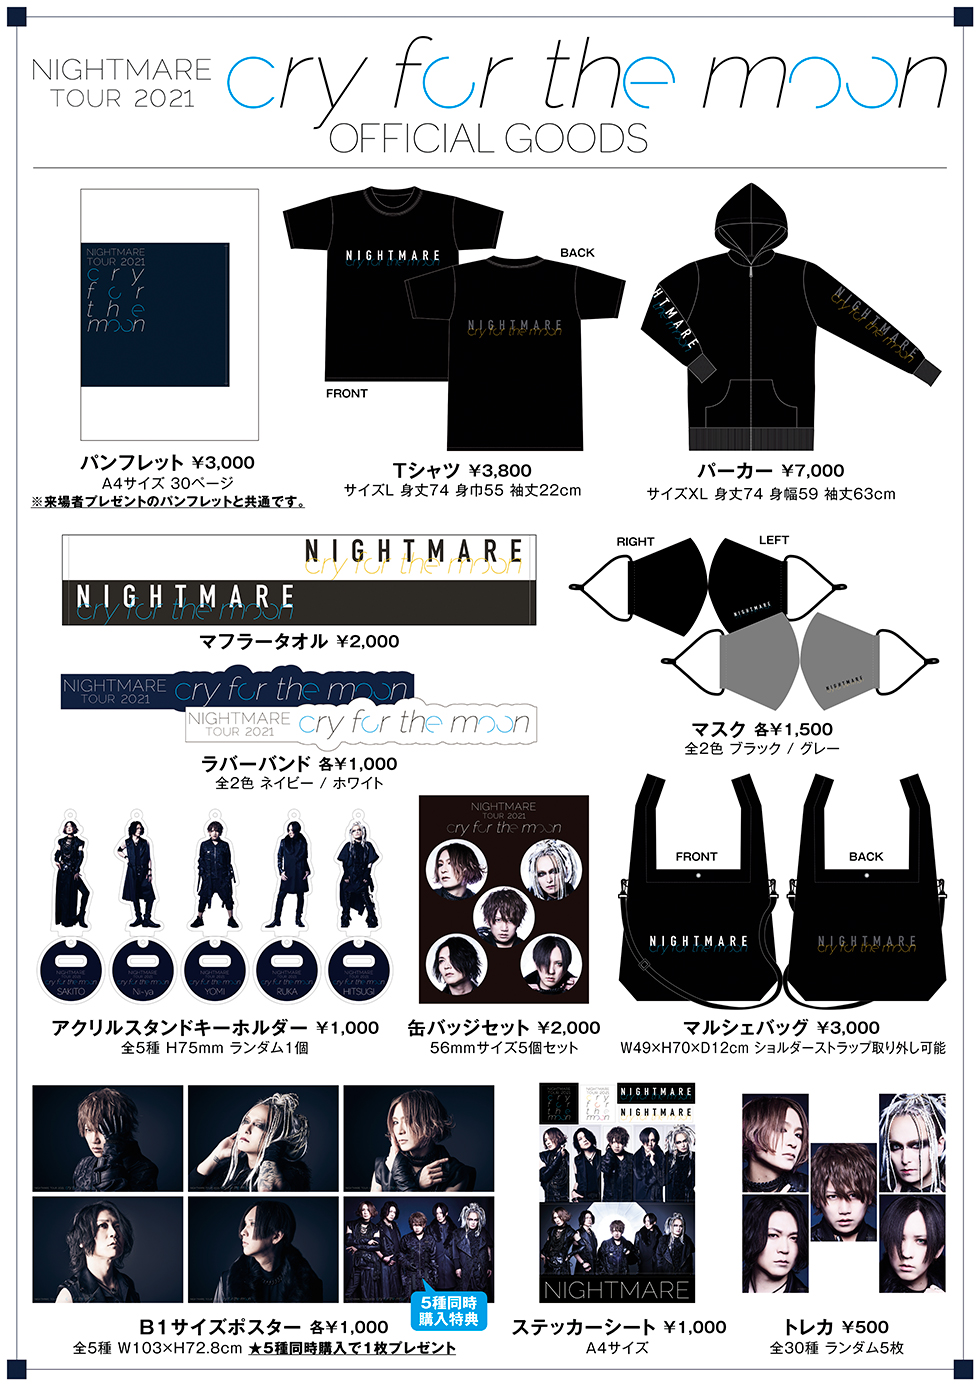 NIGHTMARE
TOUR 2021
cry for the moon
OFFICIAL GOODS
NIGHTMARE
TOUR 2021
cry
for
the
moon
パンフレット ¥3,000
A4サイズ 30ページ
※来場者プレゼントのパンフレットと共通です。
NIGHTMARE
cry for the moon
FRONT
BACK
NIGHTMARE
cry for the moon
Tシャツ ¥3,800
サイズL 身丈74 身巾55 袖丈22cm
NIGHTMARE
cry for the moon
パーカー ¥7,000
サイズXL 身丈74 身幅59 袖丈63cm
NIGHTMARE
cry for the moon
NIGHTMARE
cry for the moon
マフラータオル ¥2,000
RIGHT
LEFT
NIGHTMARE
NIGHTMARE
マスク 各¥1,500
全2色 ブラック / グレー
NIGHTMARE
TOUR 2021
cry for the moon
NIGHTMARE
TOUR 2021
cry for the moon
ラバーバンド 各¥1,000
全2色 ネイビー / ホワイト
SAKITO
Ni~ya
YOMI
RUKA
HITSUGI
アクリルスタンドキーホルダー ¥1,000
全5種 H75mm ランダム1個
NIGHTMARE
TOUR 2021
cry for the moon
缶バッジセット ¥2,000
56mmサイズ5個セット
FRONT
NIGHTMARE
cry for the moon
BACK
NIGHTMARE
cry for the moon
マルシェバッグ ¥3,000
W49×H70×D12cm ショルダーストラップ取り外し可能
5種同時
購入特典
B1サイズポスター 各¥1,000
全5種 W103×H72.8cm ★5種同時購入で1枚プレゼント
NIGHTMARE
NIGHTMARE
NIGHTMARE
ステッカーシート ¥1,000
A4サイズ
トレカ ¥500
全30種 ランダム5枚